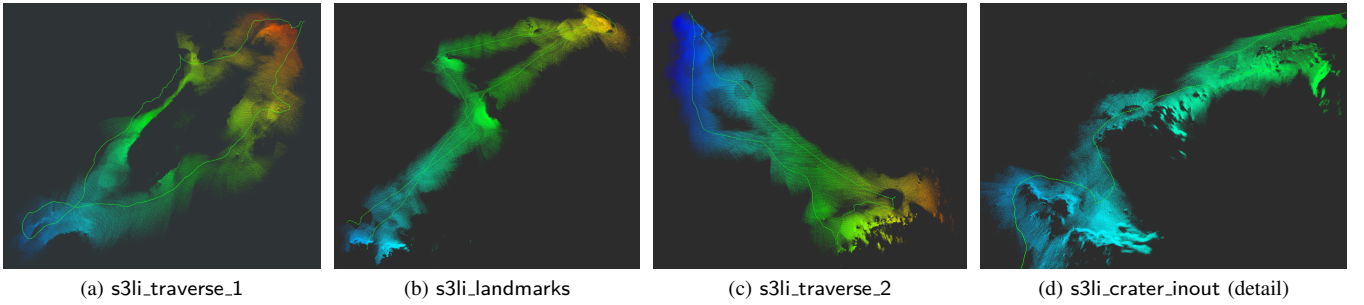 (a) s3li_traverse_1
(b) s3li_landmarks
(c) s3li_traverse_2
(d) s3li_crater_inout (detail)